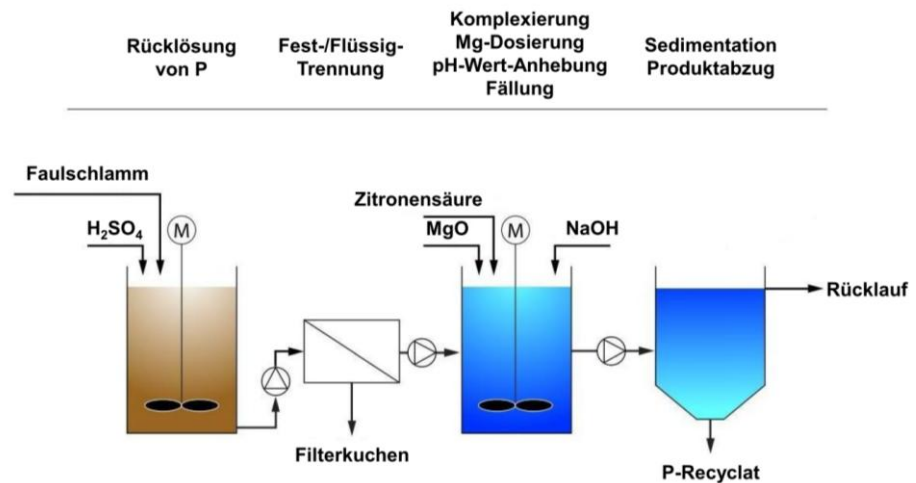 Rücklösung
von P
Fest-/Flüssig-
Trennung
Komplexierung
Mg-Dosierung
pH-Wert-Anhebung
Fällung
Sedimentation
Produktabzug
Faulschlamm
H₂SO₄
M
Zitronensäure
MgO
M
NaOH
Rücklauf
Filterkuchen
P-Recyclat